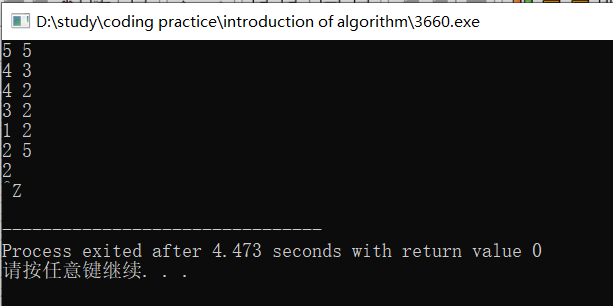 D:\study\coding practice\introduction of algorithm\3660.exe
5 5
4 3
4 2
3 2
1 2
2 5
2
^Z
--------------------------------
Process exited after 4.473 seconds with return value 0
请按任意键继续. . .